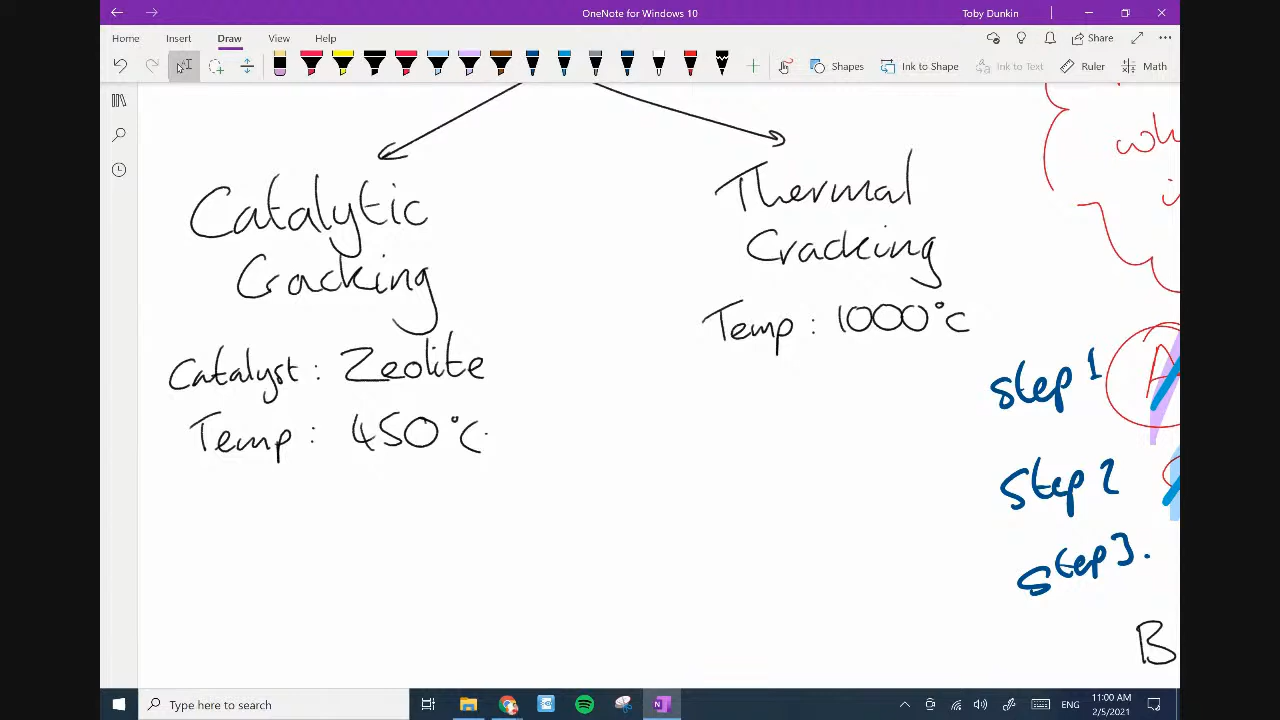 OneNote for Windows 10
Toby Dunkin
Home Insert Draw View Help
Share
Shapes
Ink to Shape
Ink to Text
Ruler
Math
Catalytic
Cracking
Catalyst : Zeolite
Temp : 450°C
Thermal
Cracking
Temp : 1000°C
step 1
A
step 2
step 3.
B
Type here to search
ENG
11:00 AM
2/5/2021